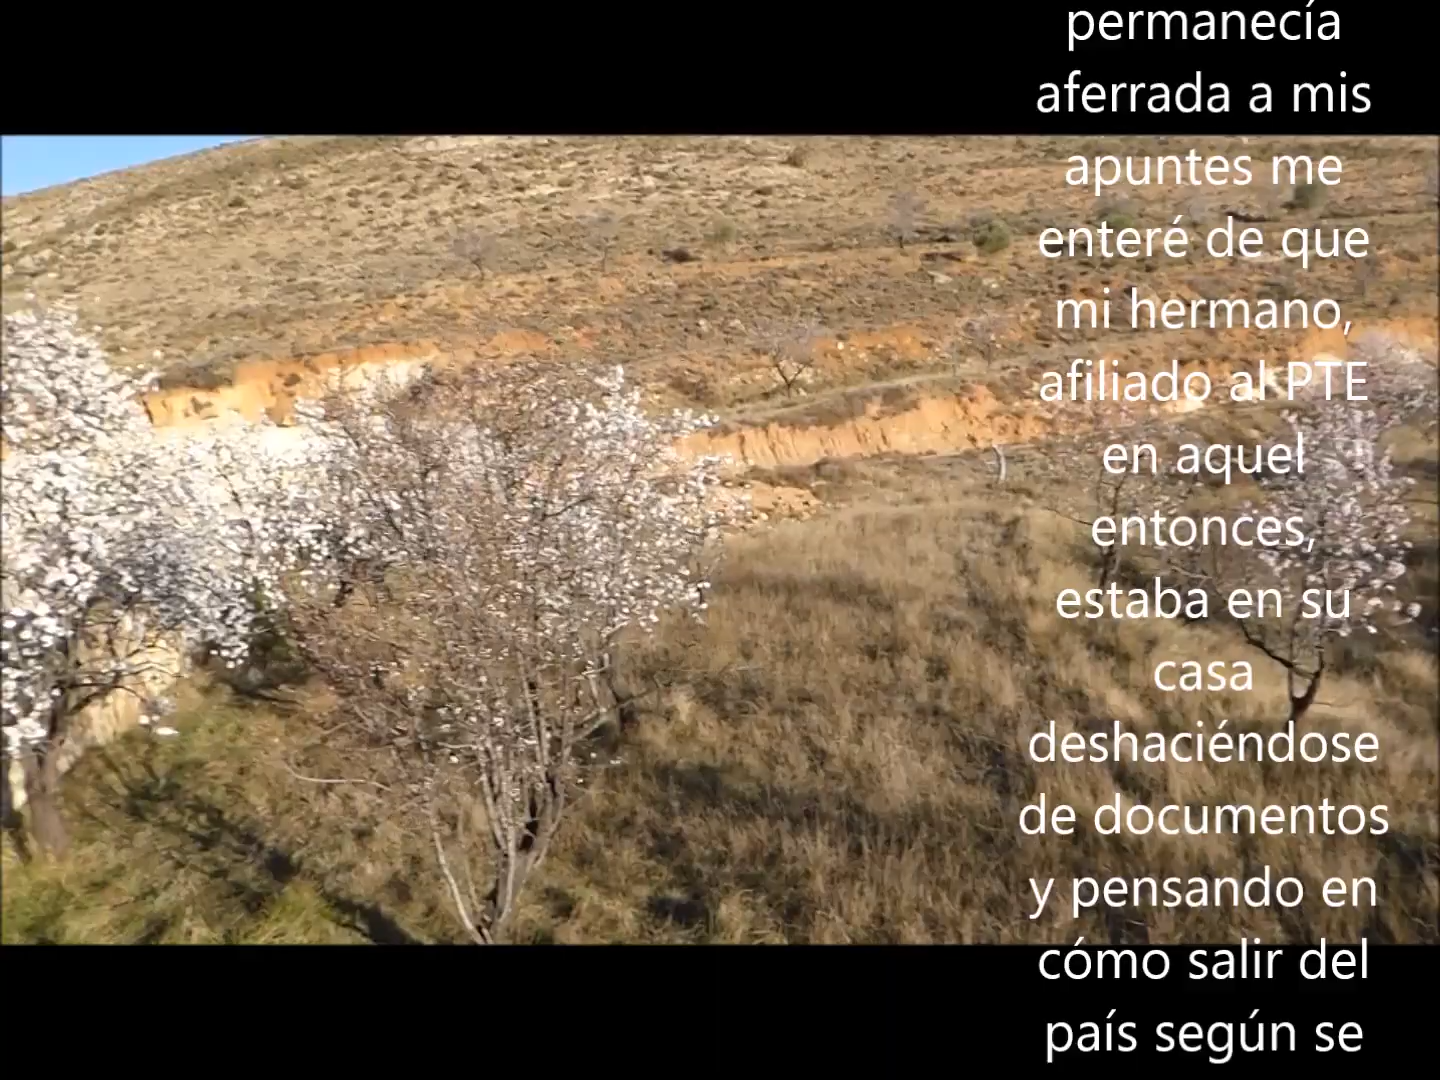 permanecía
aferrada a mis
apuntes me
enteré de que
mi hermano,
afiliado al PTE
en aquel
entonces,
estaba en su
casa
deshaciéndose
de documentos
y pensando en
cómo salir del
país según se